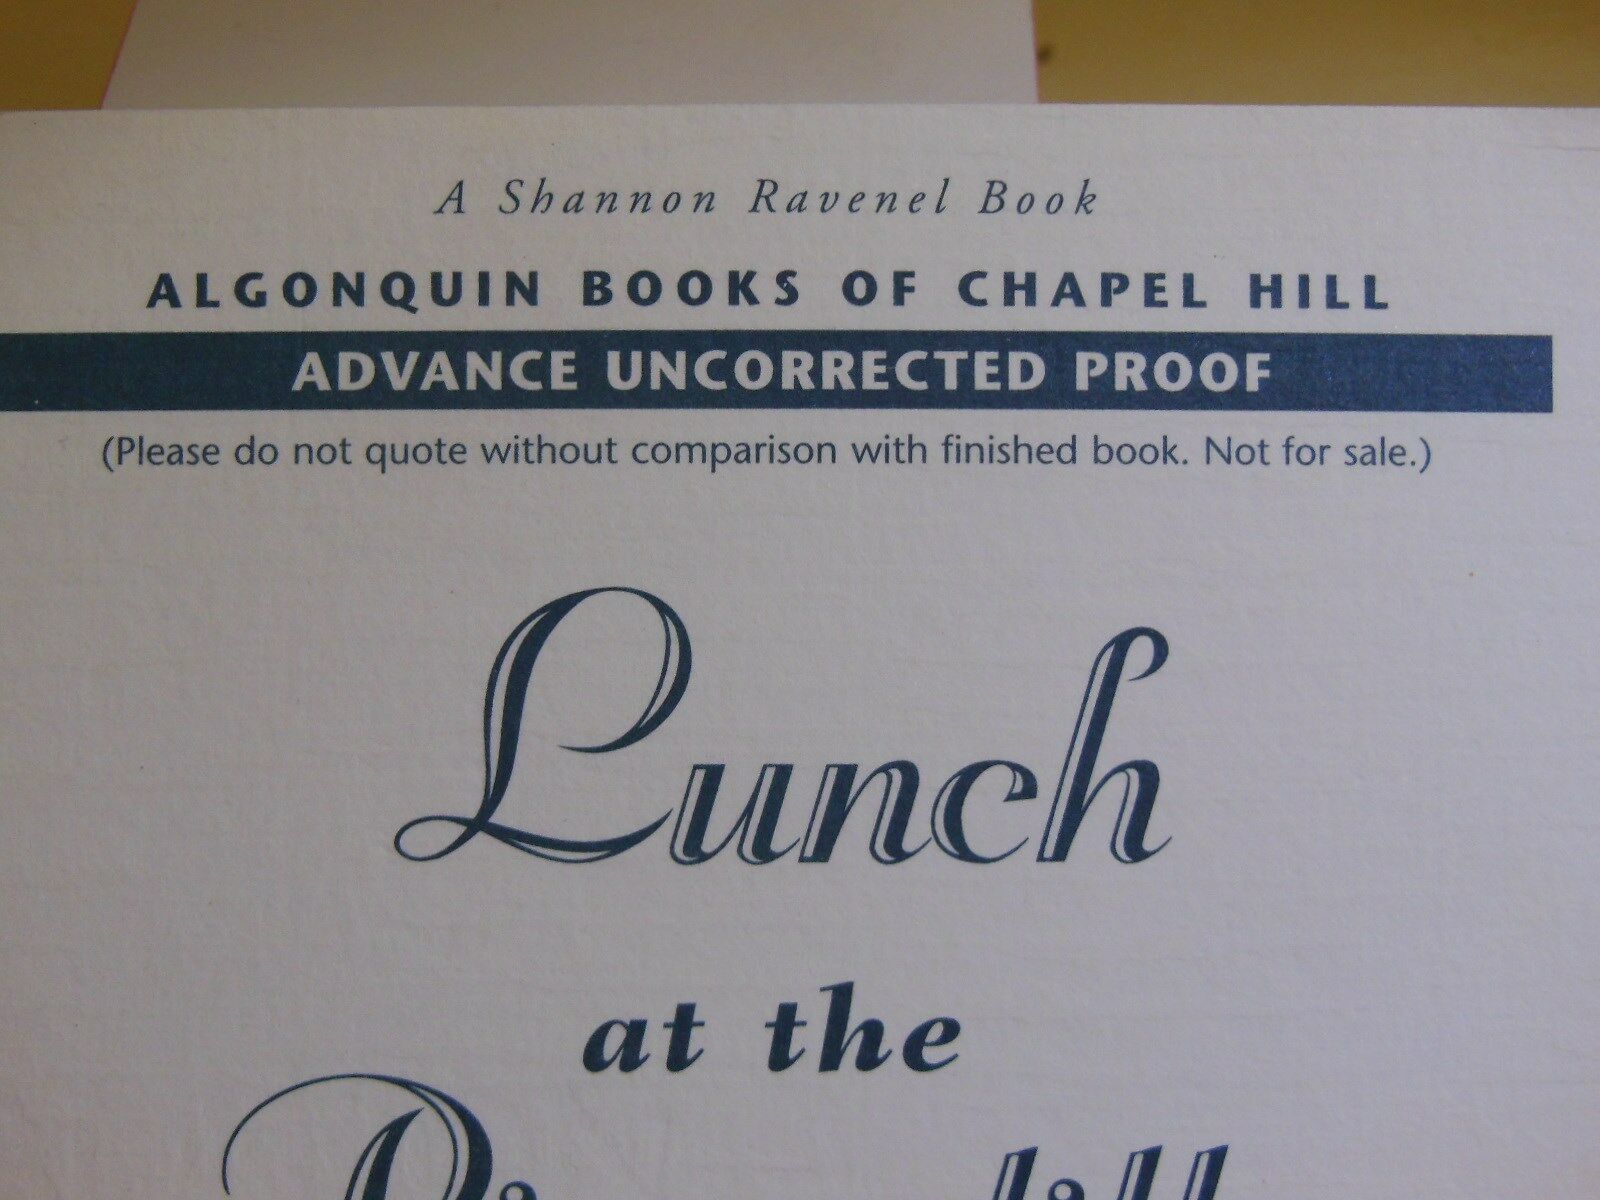 A Shannon Ravenel Book
ALGONQUIN BOOKS OF CHAPEL HILL
ADVANCE UNCORRECTED PROOF
(Please do not quote without comparison with finished book. Not for sale.)
Lunch
at the